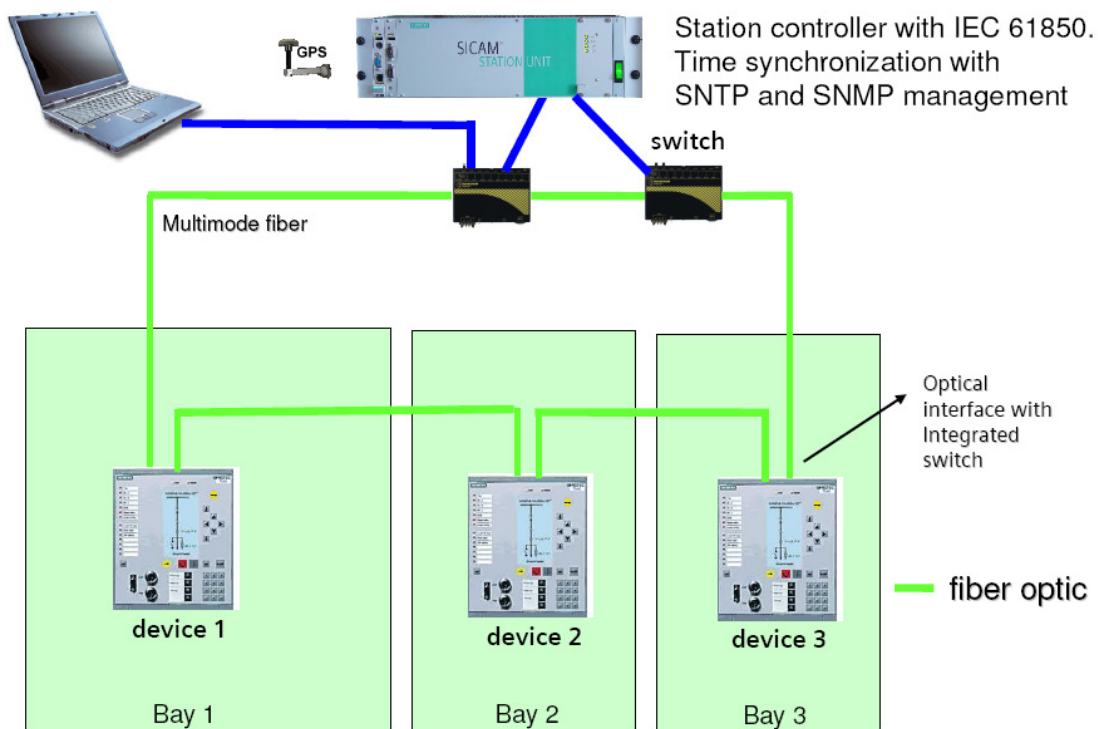 GPS
SIEMENS
SICAM
STATION UNIT
Station controller with IEC 61850.
Time synchronization with
SNTP and SNMP management
switch
Multimode fiber
Optical
interface with
Integrated
switch
fiber optic
device 1
device 2
device 3
Bay 1
Bay 2
Bay 3